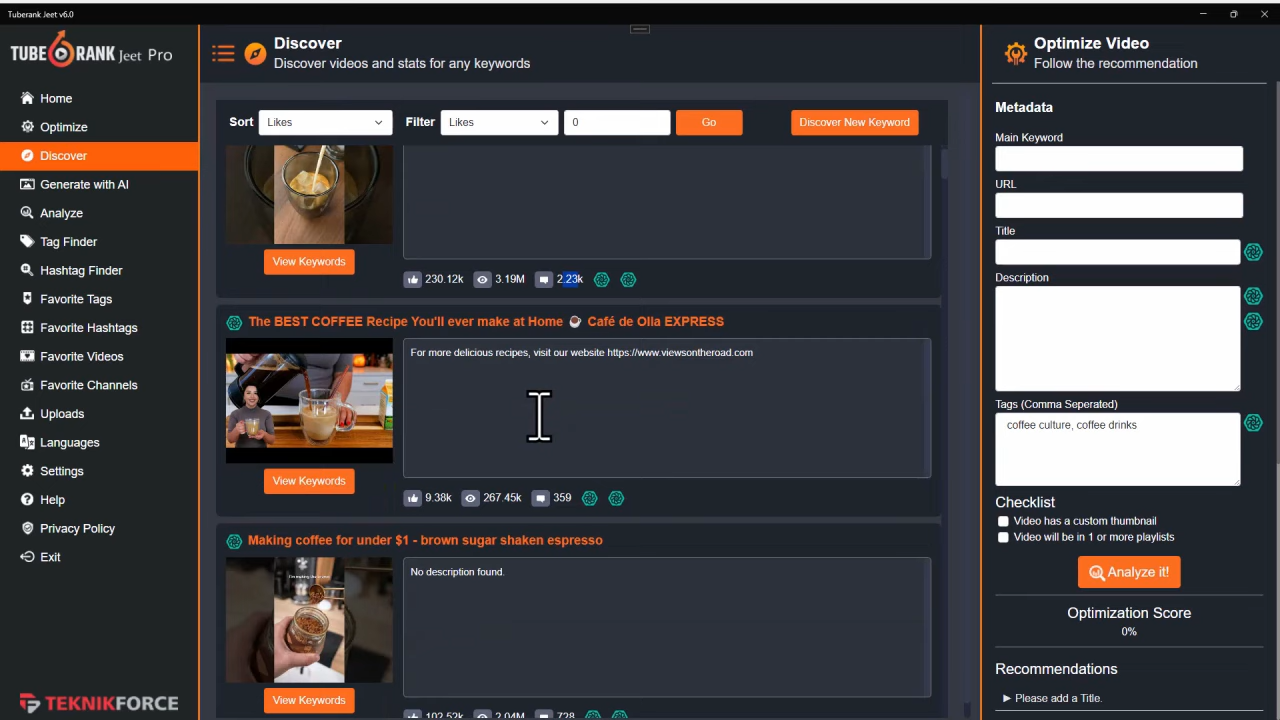 Tuberank Jeet v6.0
TUBE RANK Jeet Pro
Home
Optimize
Discover
Generate with AI
Analyze
Tag Finder
Hashtag Finder
Favorite Tags
Favorite Hashtags
Favorite Videos
Favorite Channels
Uploads
Languages
Settings
Help
Privacy Policy
Exit
TEKNIKFORCE
Discover
Discover videos and stats for any keywords
Sort Likes Filter Likes 0 Go Discover New Keyword
View Keywords
230.12k 3.19M 2.23k
The BEST COFFEE Recipe You'll ever make at Home ☕ Café de Olla EXPRESS
For more delicious recipes, visit our website https://www.viewsontheroad.com
View Keywords
9.38k 267.45k 359
Making coffee for under $1 - brown sugar shaken espresso
No description found.
View Keywords
102.52k 2.04M 728
Optimize Video
Follow the recommendation
Metadata
Main Keyword
URL
Title
Description
Tags (Comma Seperated)
coffee culture, coffee drinks
Checklist
Video has a custom thumbnail
Video will be in 1 or more playlists
Analyze it!
Optimization Score
0%
Recommendations
► Please add a Title.